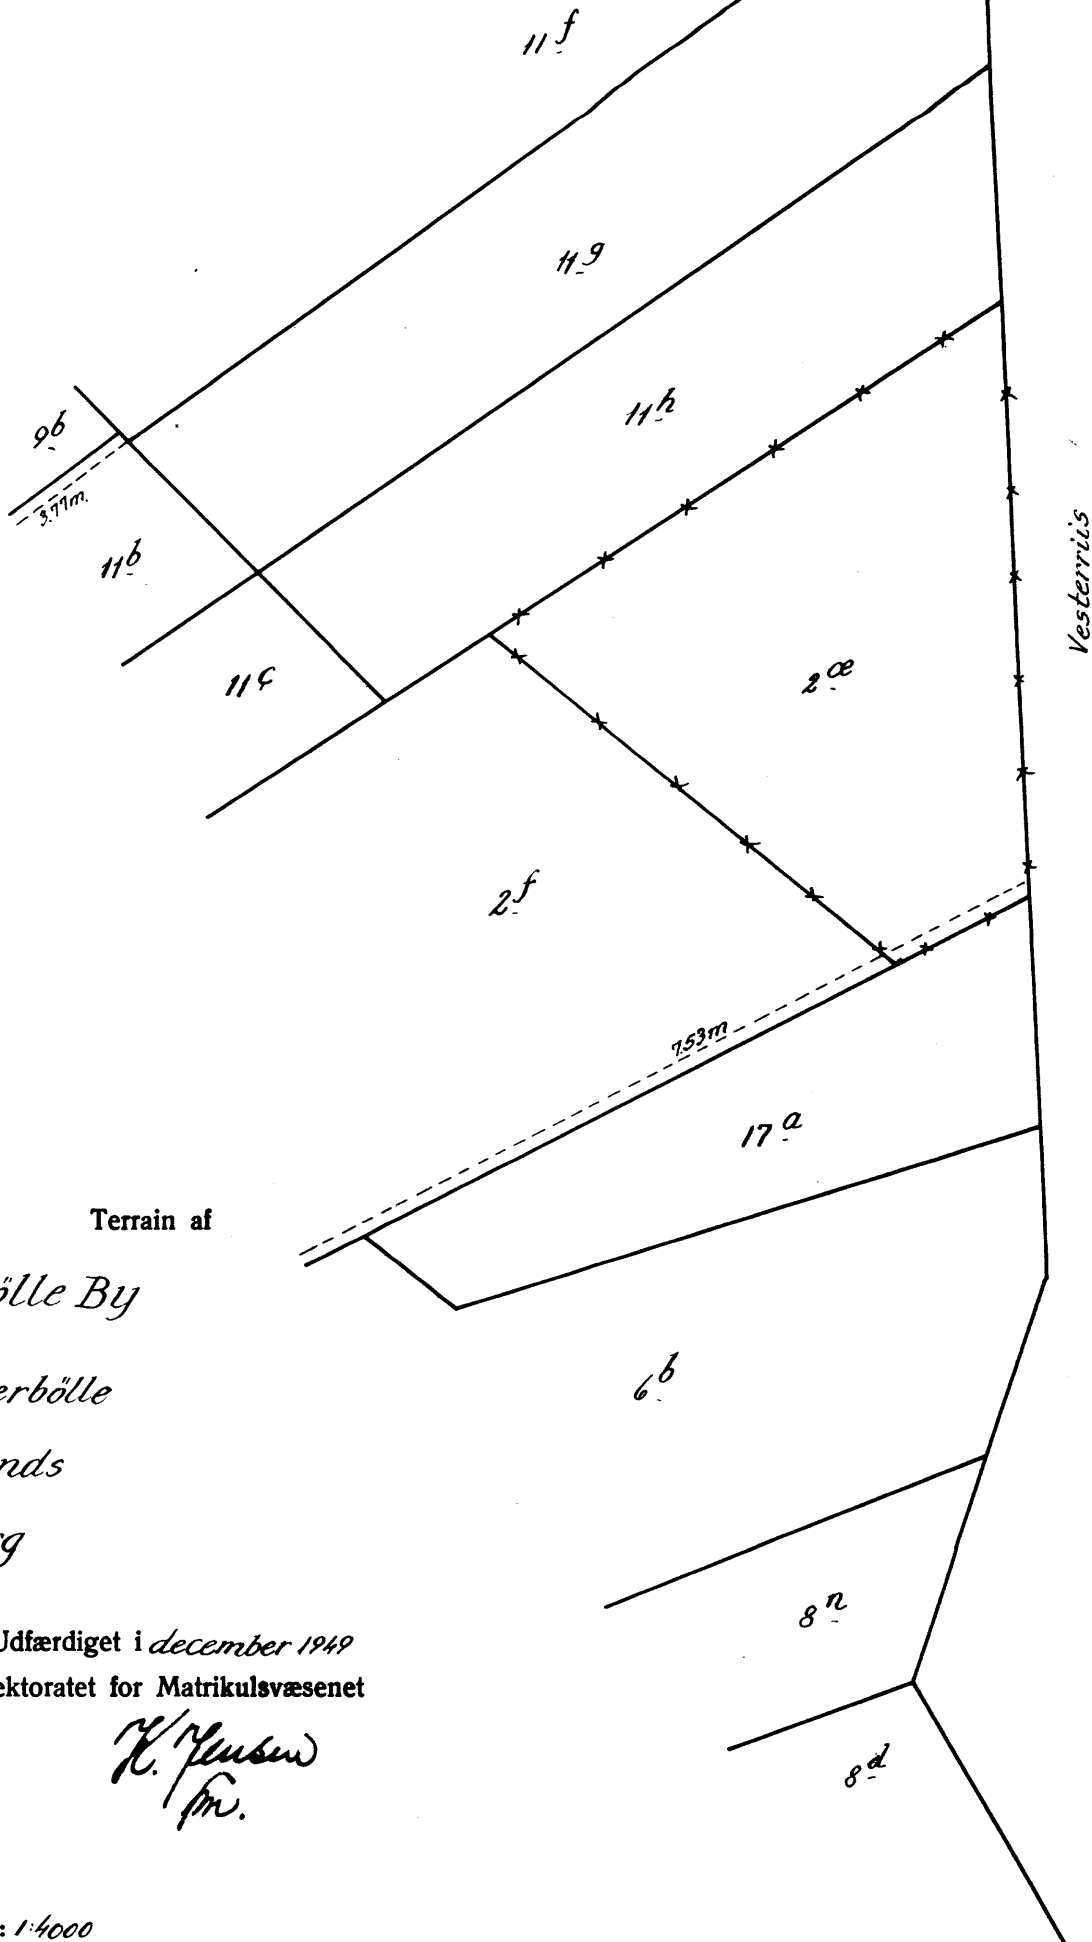 11f
11g
11h
9b
3.77m.
11b
11c
2æ
Vesterriis
2f
7.53m
17a
Terrain af
ölle By
erbölle
nds
rg
6b
8n
Udfærdiget i december 1949
ektoratet for Matrikulsvæsenet
H. Jensen
fm.
8d
: 1:4000